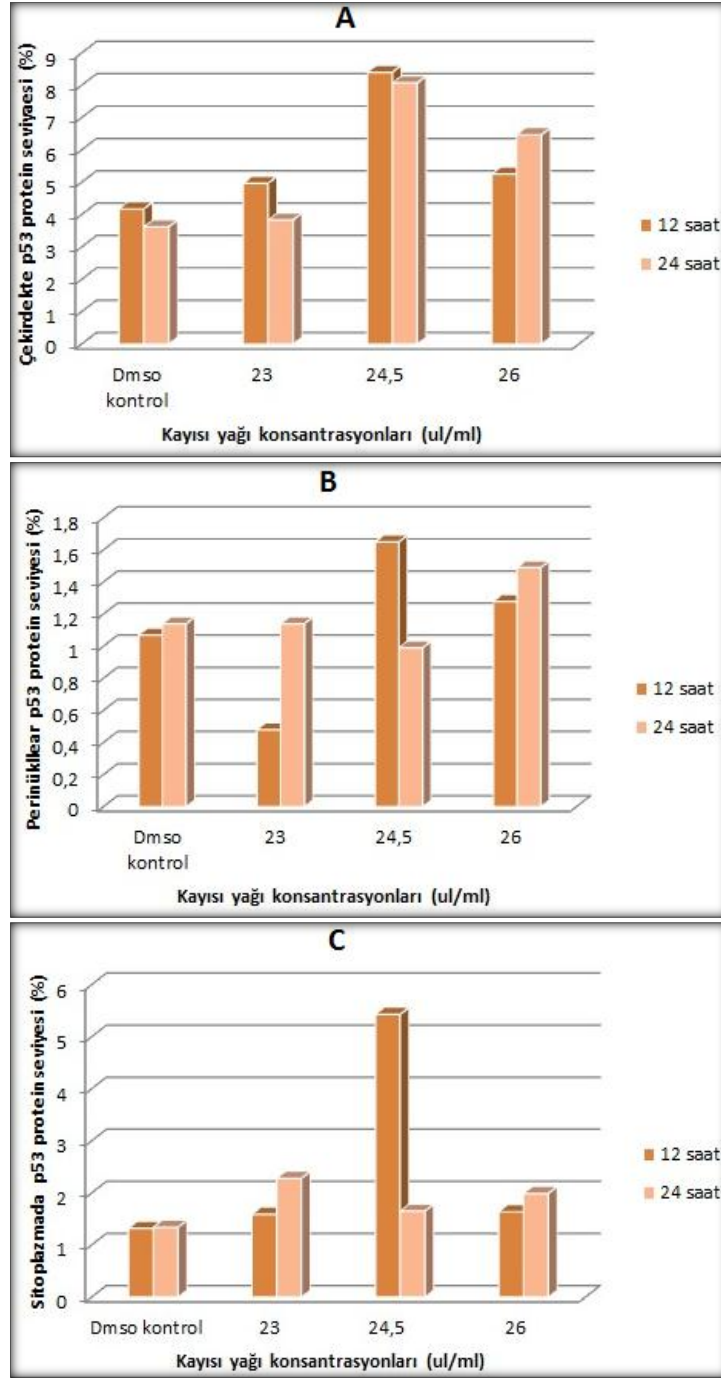 A
Çekirdekte p53 protein seviyaesi (%)
9
8
7
6
5
4
3
2
1
0
Dmso kontrol
23
24,5
26
Kayısı yağı konsantrasyonları (ul/ml)
12 saat
24 saat
B
Perinükllear p53 protein seviyesi (%)
1,8
1,6
1,4
1,2
1
0,8
0,6
0,4
0,2
0
Dmso kontrol
23
24,5
26
Kayısı yağı konsantrasyonları (ul/ml)
12 saat
24 saat
C
Sitoplazmada p53 protein seviyesi (%)
6
5
4
3
2
1
0
Dmso kontrol
23
24,5
26
Kayısı yağı konsantrasyonları (ul/ml)
12 saat
24 saat